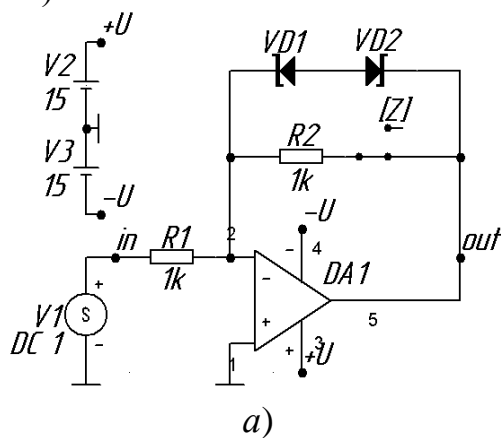 +U
V2
15
V3
15
–U
VD1
VD2
[Z]
R2
1k
–U
in
R1
1k
2
–
4
DA1
out
V1
DC 1
+
S
–
–
+
5
1
+
3
+U
a)